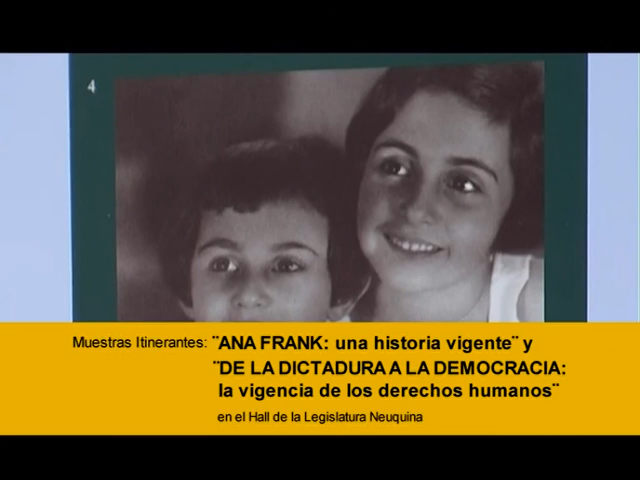 4
Muestras Itinerantes: ¨ANA FRANK: una historia vigente¨ y
¨DE LA DICTADURA A LA DEMOCRACIA:
la vigencia de los derechos humanos¨
en el Hall de la Legislatura Neuquina